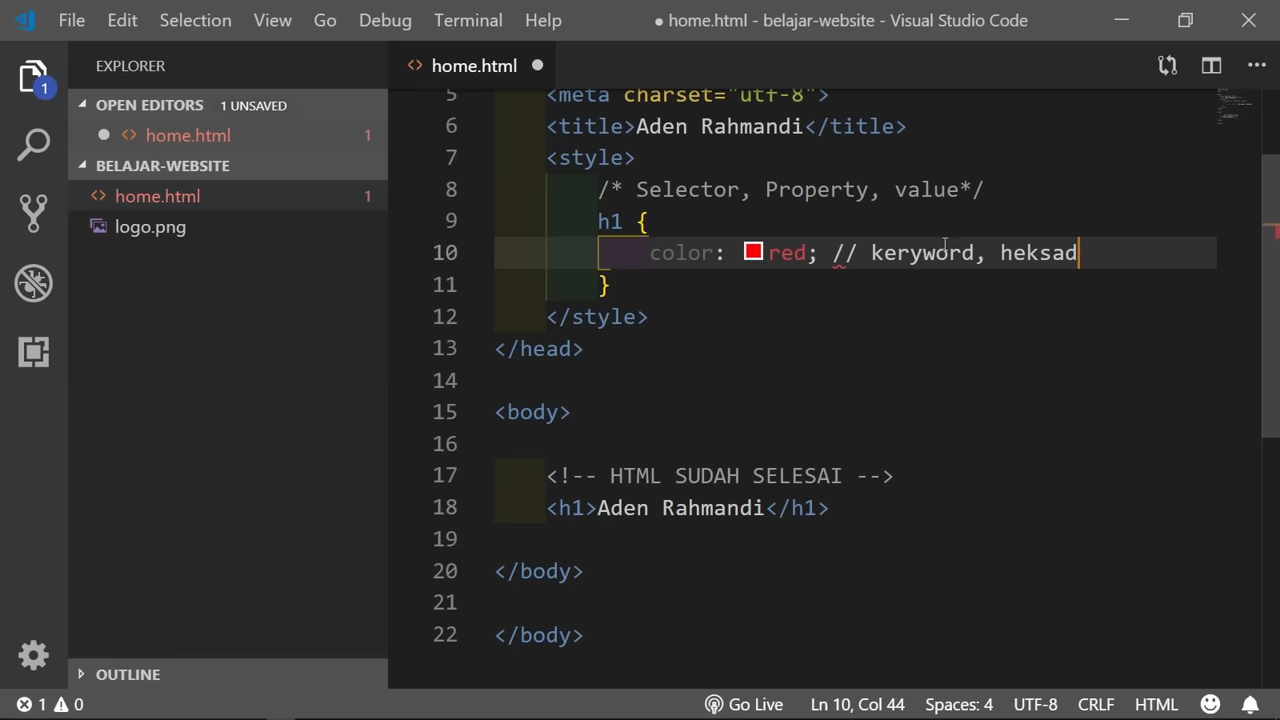 File Edit Selection View Go Debug Terminal Help
● home.html - belajar-website - Visual Studio Code
1
EXPLORER
OPEN EDITORS 1 UNSAVED
home.html 1
BELAJAR-WEBSITE
home.html 1
logo.png
OUTLINE
home.html
5 <meta charset="utf-8">
6 <title>Aden Rahmandi</title>
7 <style>
8 /* Selector, Property, value*/
9 h1 {
10 color: red; // keryword, heksad
11 }
12 </style>
13 </head>
14
15 <body>
16
17 <!-- HTML SUDAH SELESAI -->
18 <h1>Aden Rahmandi</h1>
19
20 </body>
21
22 </body>
1 0 Go Live Ln 10, Col 44 Spaces: 4 UTF-8 CRLF HTML